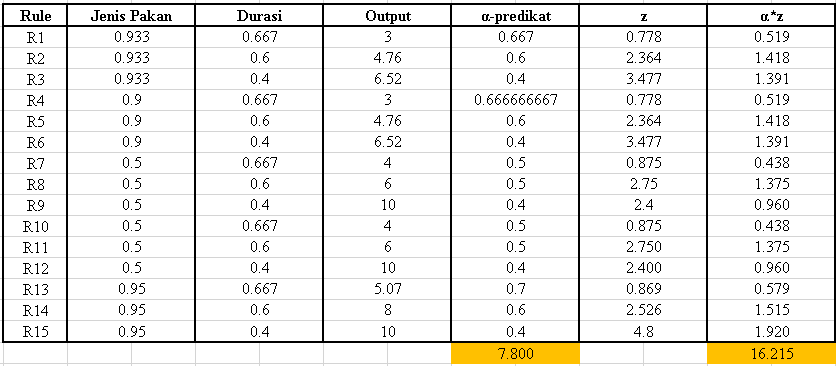 Rule Jenis Pakan Durasi Output α-predikat z α*z
R1 0.933 0.667 3 0.667 0.778 0.519
R2 0.933 0.6 4.76 0.6 2.364 1.418
R3 0.933 0.4 6.52 0.4 3.477 1.391
R4 0.9 0.667 3 0.666666667 0.778 0.519
R5 0.9 0.6 4.76 0.6 2.364 1.418
R6 0.9 0.4 6.52 0.4 3.477 1.391
R7 0.5 0.667 4 0.5 0.875 0.438
R8 0.5 0.6 6 0.5 2.75 1.375
R9 0.5 0.4 10 0.4 2.4 0.960
R10 0.5 0.667 4 0.5 0.875 0.438
R11 0.5 0.6 6 0.5 2.750 1.375
R12 0.5 0.4 10 0.4 2.400 0.960
R13 0.95 0.667 5.07 0.7 0.869 0.579
R14 0.95 0.6 8 0.6 2.526 1.515
R15 0.95 0.4 10 0.4 4.8 1.920
7.800 16.215